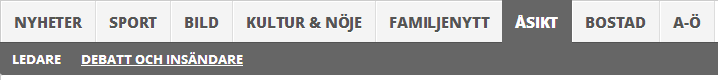 NYHETER SPORT BILD KULTUR & NÖJE FAMILJENYTT ÅSIKT BOSTAD A-Ö
LEDARE DEBATT OCH INSÄNDARE